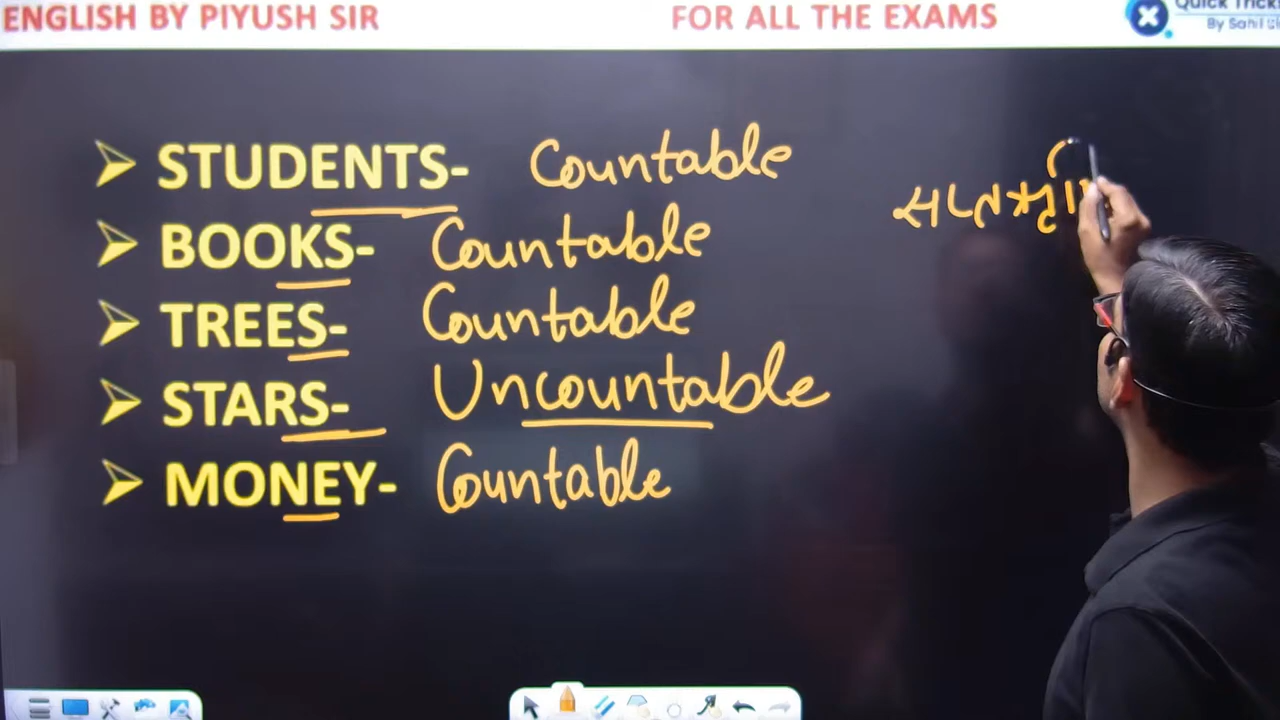 ENGLISH BY PIYUSH SIR
FOR ALL THE EXAMS
STUDENTS- Countable
BOOKS- Countable
TREES- Countable
STARS- Uncountable
MONEY- Countable